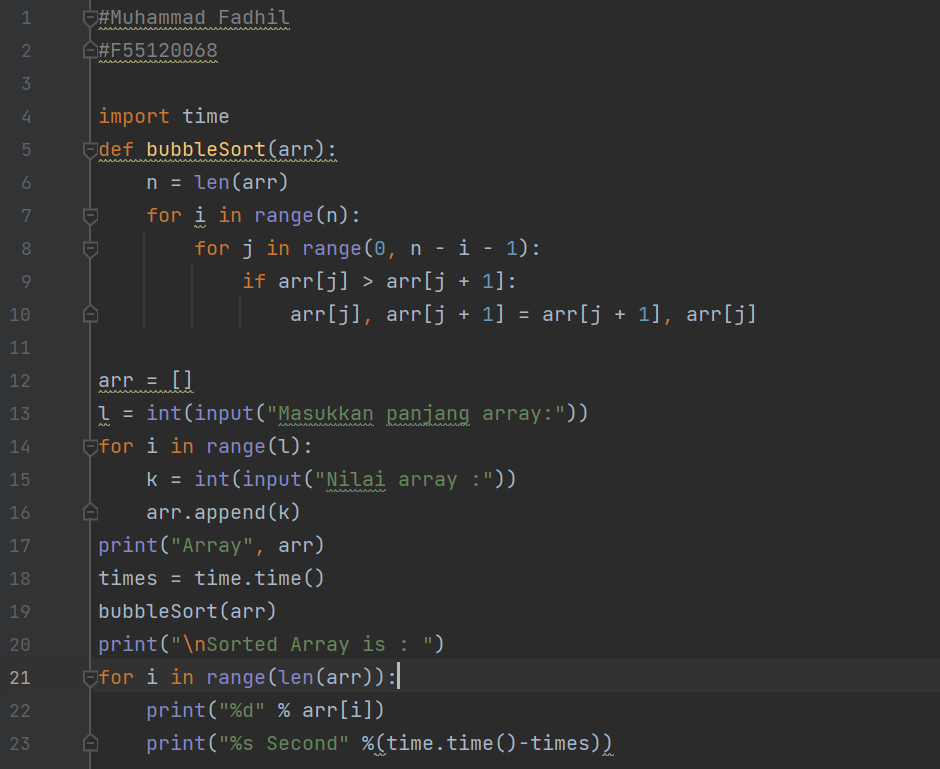 1 #Muhammad Fadhil
2 #F55120068
3
4 import time
5 def bubbleSort(arr):
6     n = len(arr)
7     for i in range(n):
8         for j in range(0, n - i - 1):
9             if arr[j] > arr[j + 1]:
10                 arr[j], arr[j + 1] = arr[j + 1], arr[j]
11
12 arr = []
13 l = int(input("Masukkan panjang array:"))
14 for i in range(l):
15     k = int(input("Nilai array :"))
16     arr.append(k)
17 print("Array", arr)
18 times = time.time()
19 bubbleSort(arr)
20 print("\nSorted Array is : ")
21 for i in range(len(arr)):
22     print("%d" % arr[i])
23     print("%s Second" %(time.time()-times))